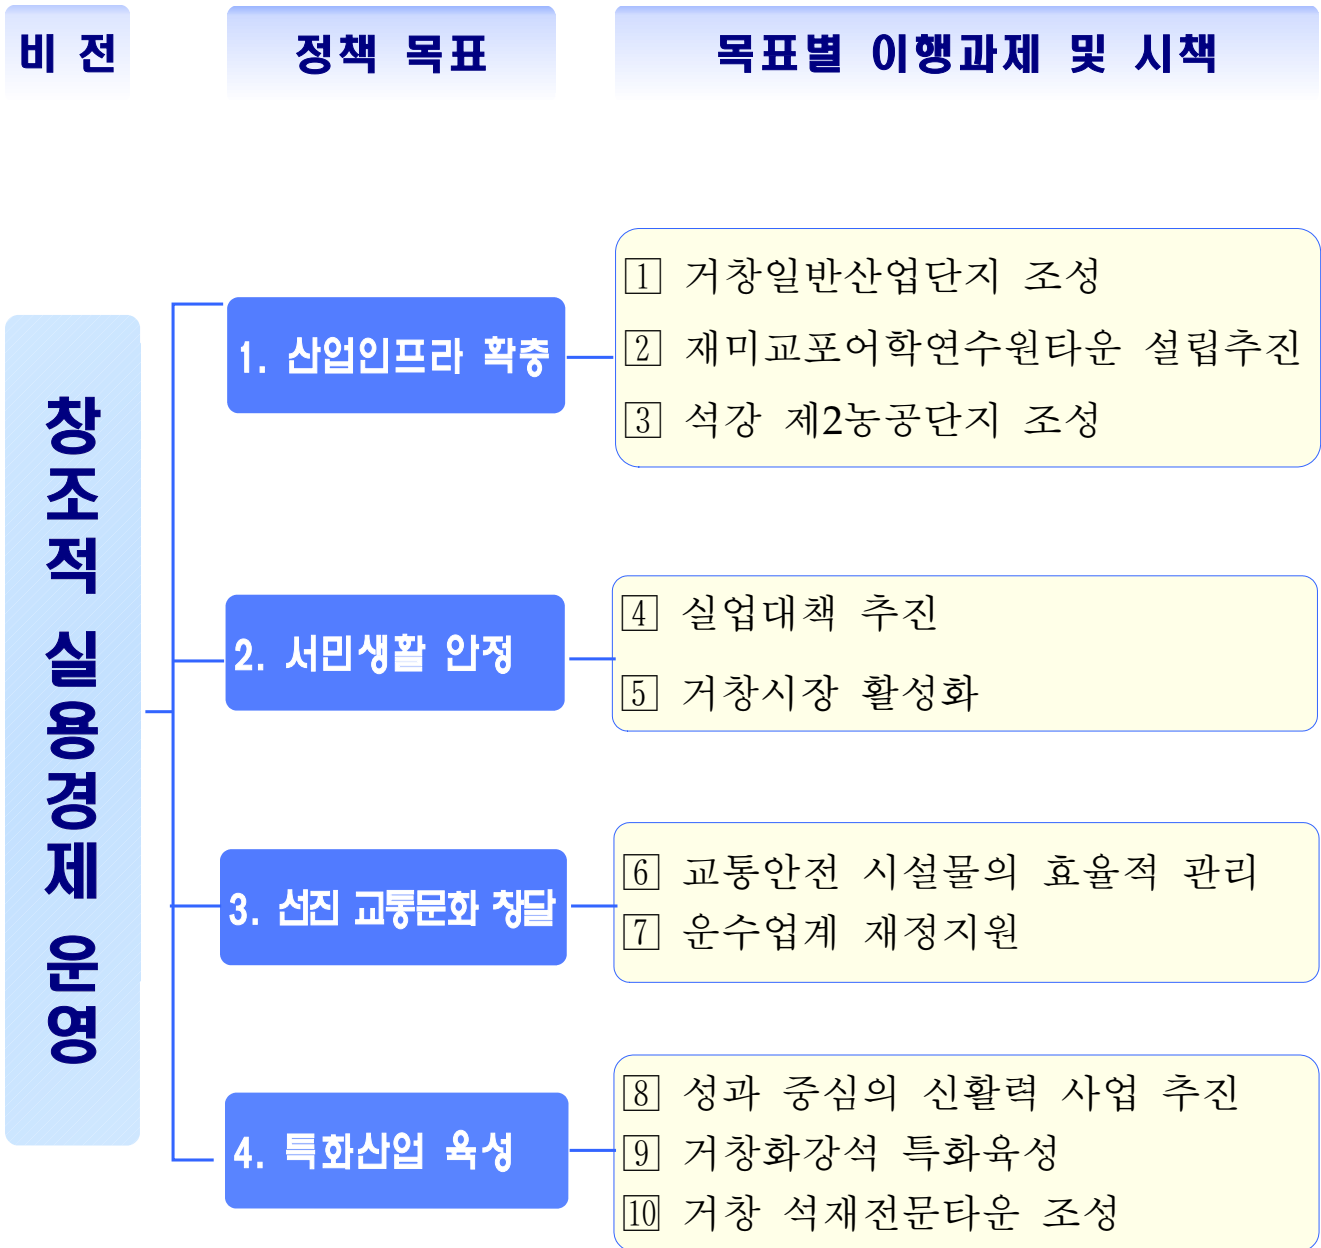 비 전
정책 목표
목표별 이행과제 및 시책
창조적 실용경제 운영
1. 산업인프라 확충
1 거창일반산업단지 조성
2 재미교포어학연수원타운 설립추진
3 석강 제2농공단지 조성
2. 서민생활 안정
4 실업대책 추진
5 거창시장 활성화
3. 선진 교통문화 창달
6 교통안전 시설물의 효율적 관리
7 운수업계 재정지원
4. 특화산업 육성
8 성과 중심의 신활력 사업 추진
9 거창화강석 특화육성
10 거창 석재전문타운 조성